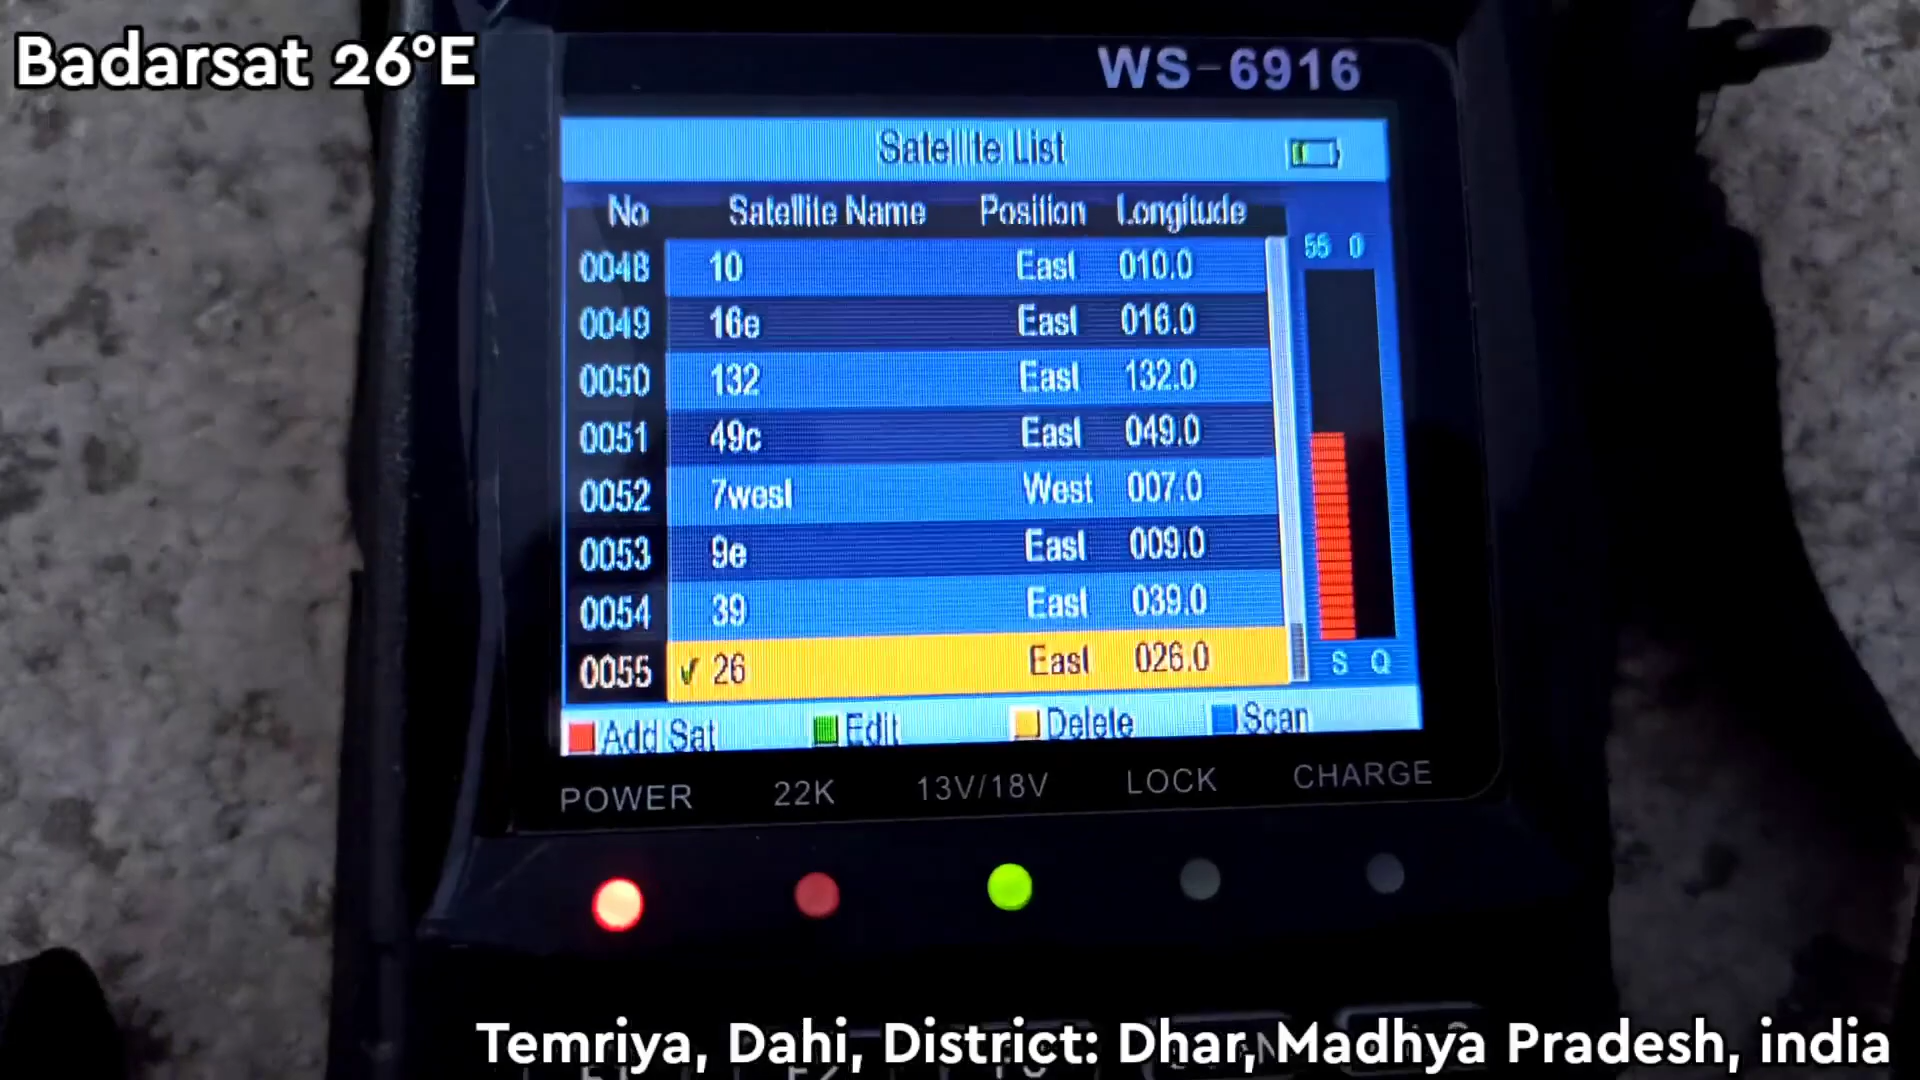 Badarsat 26°E
WS-6916
Satellite List
No Satellite Name Position Longitude
55 0
0048 10 East 010.0
0049 16e East 016.0
0050 132 East 132.0
0051 49c East 049.0
0052 7west West 007.0
0053 9e East 009.0
0054 39 East 039.0
0055 26 East 026.0
S Q
Add Sat Edit Delete Scan
POWER 22K 13V/18V LOCK CHARGE
Temriya, Dahi, District: Dhar, Madhya Pradesh, india